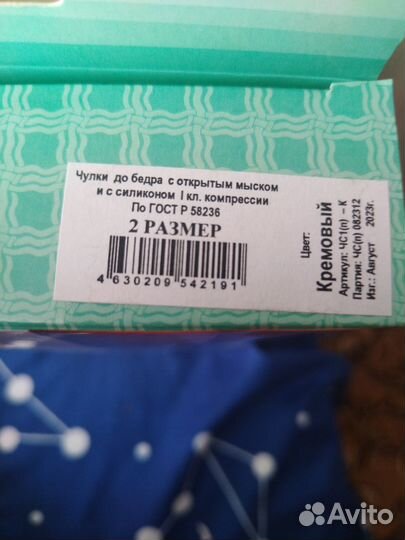 Чулки до бедра с открытым мыском
и с силиконом I кл. компрессии
По ГОСТ Р 58236
2 РАЗМЕР
4 630209 542191
Цвет:
Кремовый
Артикул: ЧС1(п) – К
Партия: ЧС(п) 082312
Изг.: Август 2023г.
Avito